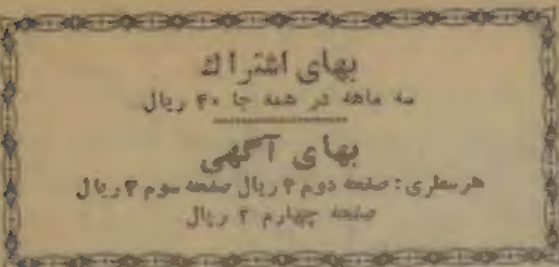 بهای اشتراك
سه ماهه در همه جا ۴۰ ریال
بهای آگهی
هرسطری: صفحه دوم ۴ ریال صفحه سوم ۳ ریال
صفحه چهارم ۲ ریال